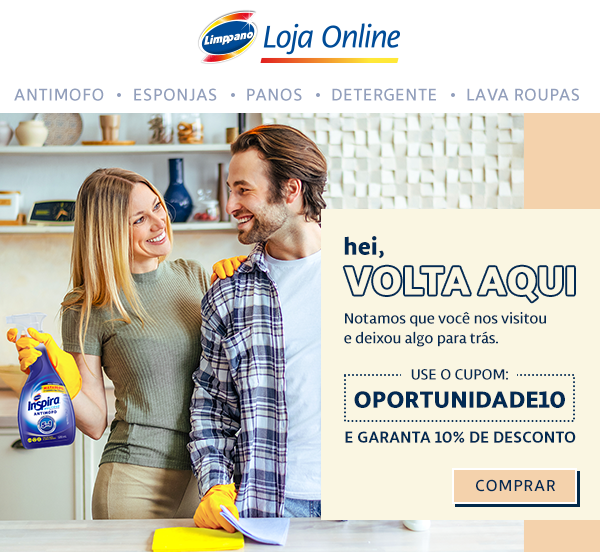 Limppano Loja Online
ANTIMOFO • ESPONJAS • PANOS • DETERGENTE • LAVA ROUPAS
hei,
VOLTA AQUI
Notamos que você nos visitou
e deixou algo para trás.
USE O CUPOM:
OPORTUNIDADE10
E GARANTA 10% DE DESCONTO
COMPRAR
Inspira
ANTIMOFO